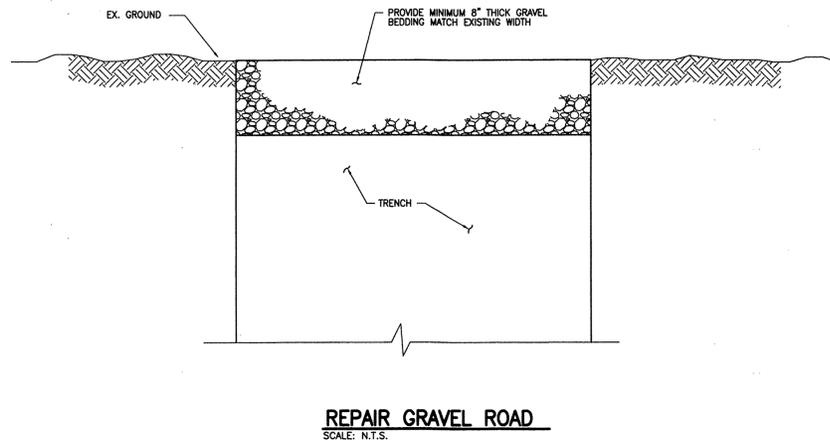 EX. GROUND
PROVIDE MINIMUM 8" THICK GRAVEL
BEDDING MATCH EXISTING WIDTH
TRENCH
REPAIR GRAVEL ROAD
SCALE: N.T.S.